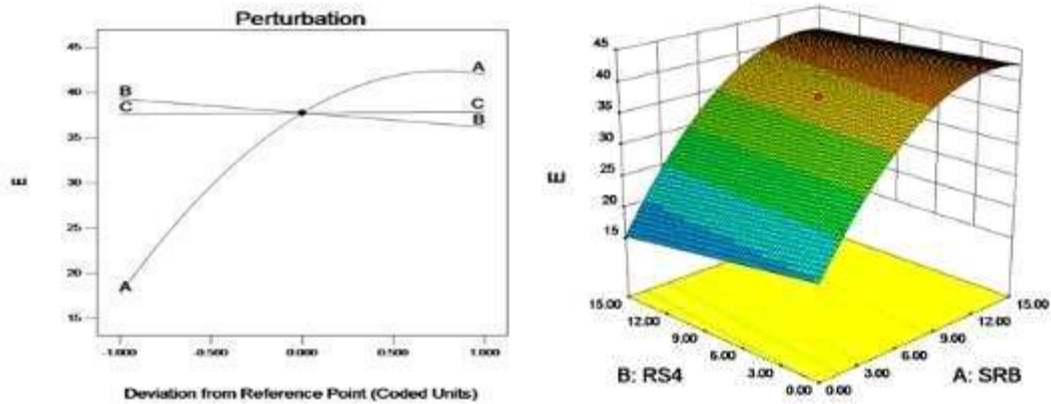 Perturbation
45
40
35
30
25
20
15
E
A
B
C
C
B
A
-1.000
-0.500
0.000
0.500
1.000
Deviation from Reference Point (Coded Units)
45
40
35
30
25
20
15
E
15.00
12.00
9.00
6.00
3.00
0.00
B: RS4
0.00
3.00
6.00
9.00
12.00
15.00
A: SRB